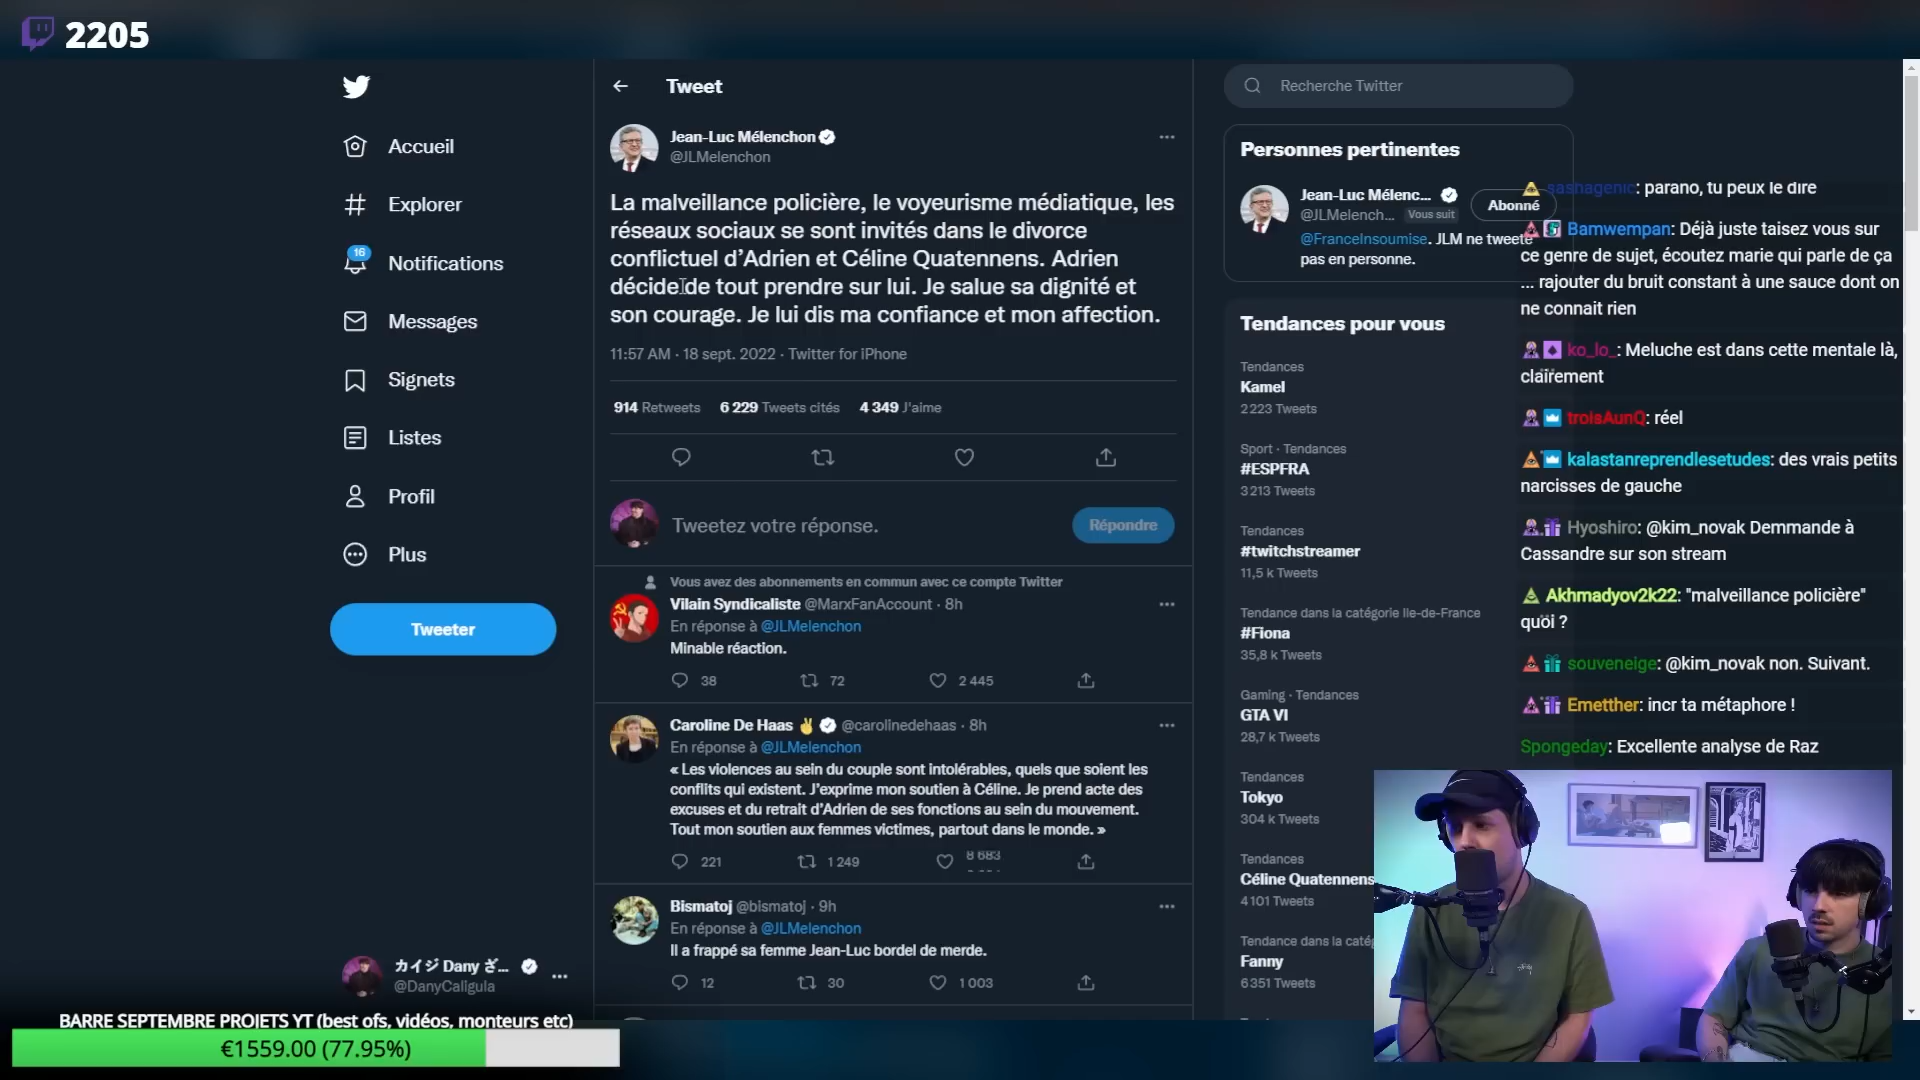 2205
Accueil
Explorer
16
Notifications
Messages
Signets
Listes
Profil
Plus
Tweeter
カイジ Dany ざ...
@DanyCaligula
BARRE SEPTEMBRE PROJETS YT (best ofs, vidéos, monteurs etc)
€1559.00 (77.95%)
Tweet
Jean-Luc Mélenchon
@JLMelenchon
La malveillance policière, le voyeurisme médiatique, les
réseaux sociaux se sont invités dans le divorce
conflictuel d’Adrien et Céline Quatennens. Adrien
décide de tout prendre sur lui. Je salue sa dignité et
son courage. Je lui dis ma confiance et mon affection.
11:57 AM · 18 sept. 2022 · Twitter for iPhone
914 Retweets 6 229 Tweets cités 4 349 J'aime
Tweetez votre réponse.
Répondre
Vous avez des abonnements en commun avec ce compte Twitter
Vilain Syndicaliste @MarxFanAccount · 8h
En réponse à @JLMelenchon
Minable réaction.
38 72 2 445
Caroline De Haas ✌ @carolinedehaas · 8h
En réponse à @JLMelenchon
« Les violences au sein du couple sont intolérables, quels que soient les
conflits qui existent. J’exprime mon soutien à Céline. Je prend acte des
excuses et du retrait d’Adrien de ses fonctions au sein du mouvement.
Tout mon soutien aux femmes victimes, partout dans le monde. »
221 1 249 8 683
Bismatoj @bismatoj · 9h
En réponse à @JLMelenchon
Il a frappé sa femme Jean-Luc bordel de merde.
12 30 1 003
Recherche Twitter
Personnes pertinentes
Jean-Luc Mélenc...
@JLMelench... Vous suit
Abonné
@FranceInsoumise. JLM ne tweete
pas en personne.
Tendances pour vous
Tendances
Kamel
2 223 Tweets
Sport · Tendances
#ESPFRA
3 213 Tweets
Tendances
#twitchstreamer
11,5 k Tweets
Tendance dans la catégorie Ile-de-France
#Fiona
35,8 k Tweets
Gaming · Tendances
GTA VI
28,7 k Tweets
Tendances
Tokyo
304 k Tweets
Tendances
Céline Quatennens
4 101 Tweets
Tendance dans la caté
Fanny
6 351 Tweets
sashagenic: parano, tu peux le dire
Bamwempan: Déjà juste taisez vous sur
ce genre de sujet, écoutez marie qui parle de ça
... rajouter du bruit constant à une sauce dont on
ne connait rien
ko_lo_: Meluche est dans cette mentale là,
clairement
troisAunQ: réel
kalastanreprendlesetudes: des vrais petits
narcisses de gauche
Hyoshiro: @kim_novak Demmande à
Cassandre sur son stream
Akhmadyov2k22: "malveillance policière"
quoi ?
souveneige: @kim_novak non. Suivant.
Emetther: incr ta métaphore !
Spongeday: Excellente analyse de Raz